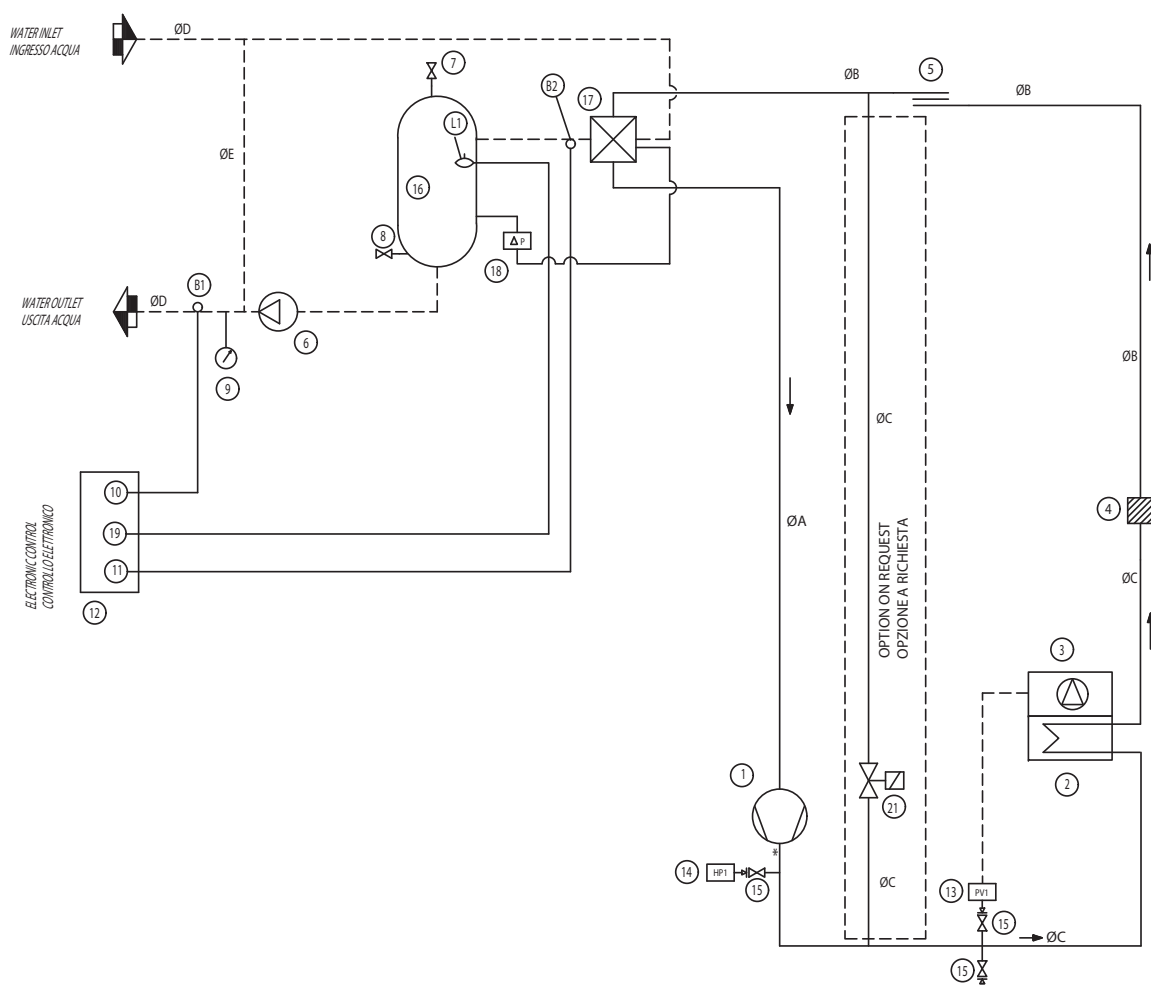 WATER INLET
INGRESSO ACQUA
ØD
7
B2
17
ØB
5
ØB
L1
ØE
16
8
ΔP
18
WATER OUTLET
USCITA ACQUA
ØD
B1
6
9
ØB
ØC
10
19
11
12
ELECTRONIC CONTROL
CONTROLLO ELETTRONICO
ØA
OPTION ON REQUEST
OPZIONE A RICHIESTA
4
ØC
3
2
1
21
*
14
HP1
15
ØC
13
PV1
15
ØC
15